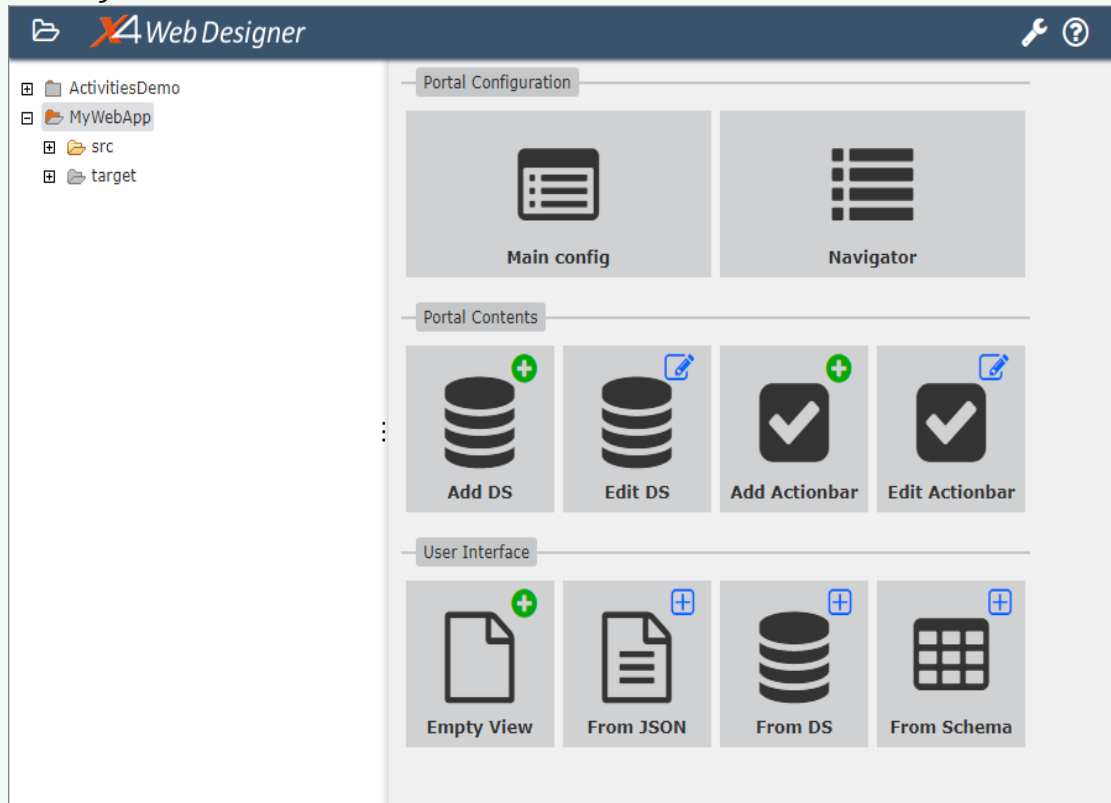 X4 Web Designer
ActivitiesDemo
MyWebApp
src
target
Portal Configuration
Main config
Navigator
Portal Contents
Add DS
Edit DS
Add Actionbar
Edit Actionbar
User Interface
Empty View
From JSON
From DS
From Schema